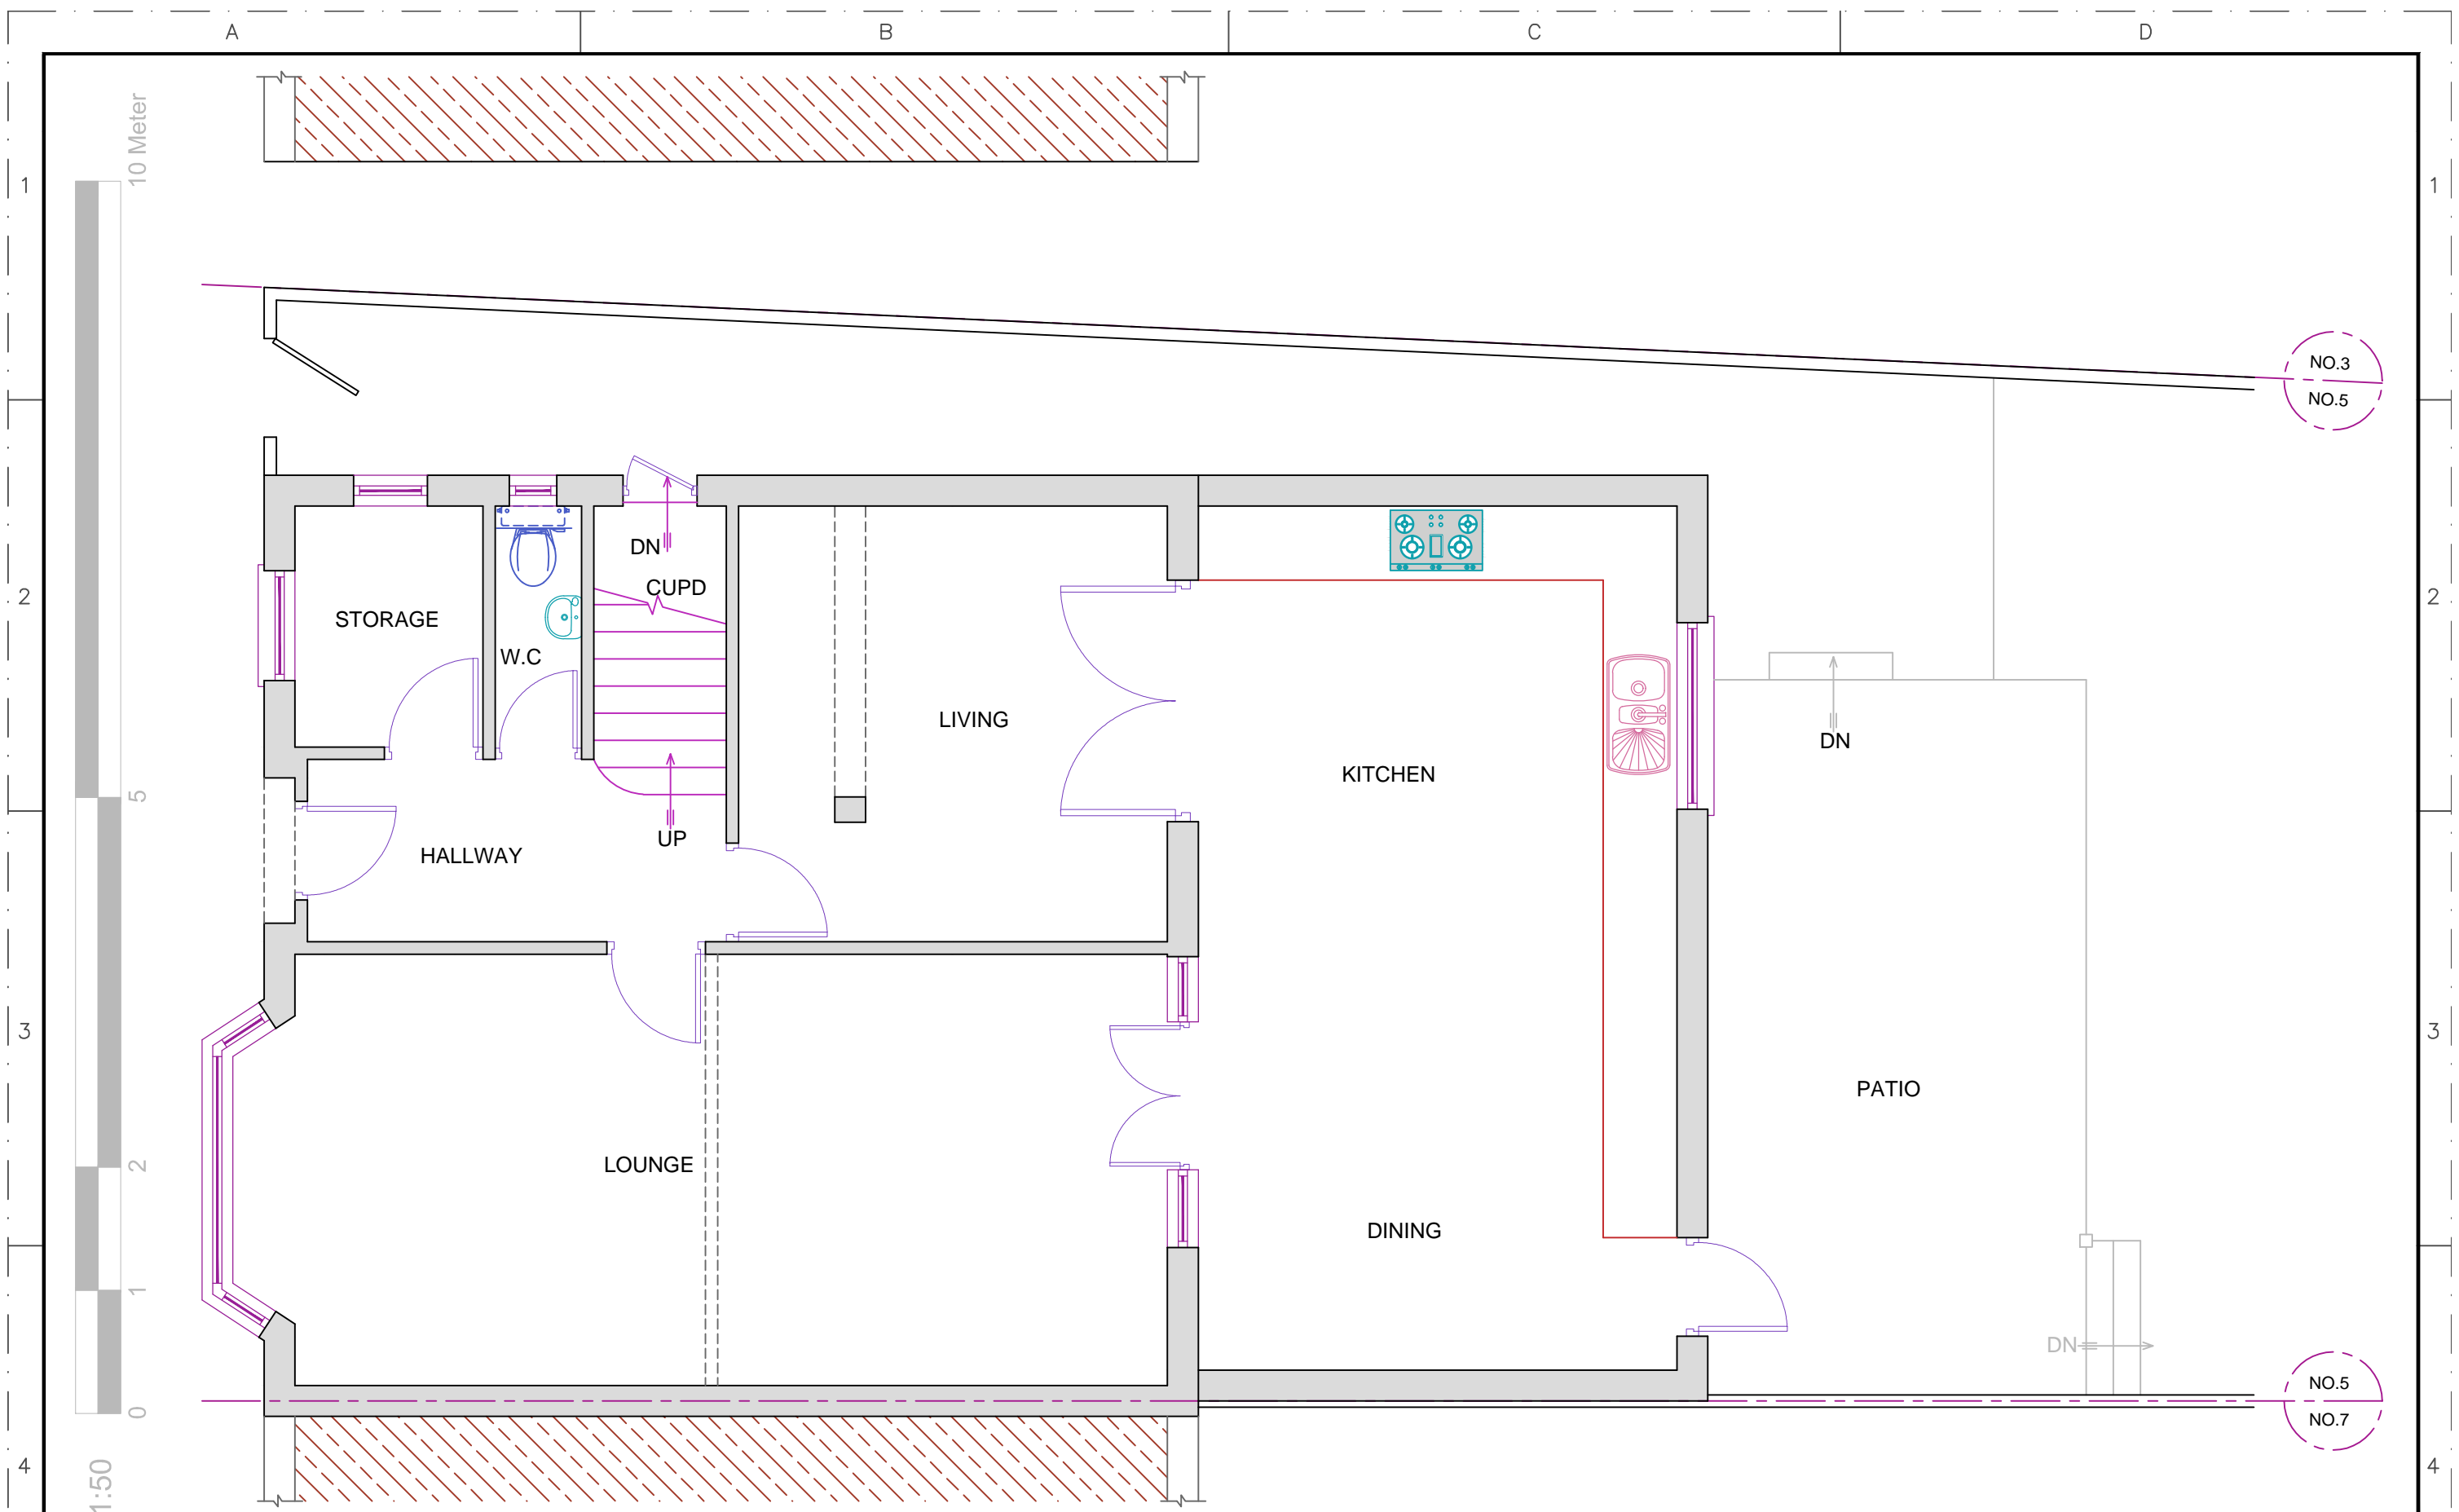 A
B
C
D
1
1
10 Meter
NO.3
NO.5
DN
CUPD
2
2
STORAGE
W.C
LIVING
DN
KITCHEN
5
UP
HALLWAY
3
3
PATIO
2
LOUNGE
DINING
1
DN
NO.5
0
NO.7
4
4
1:50